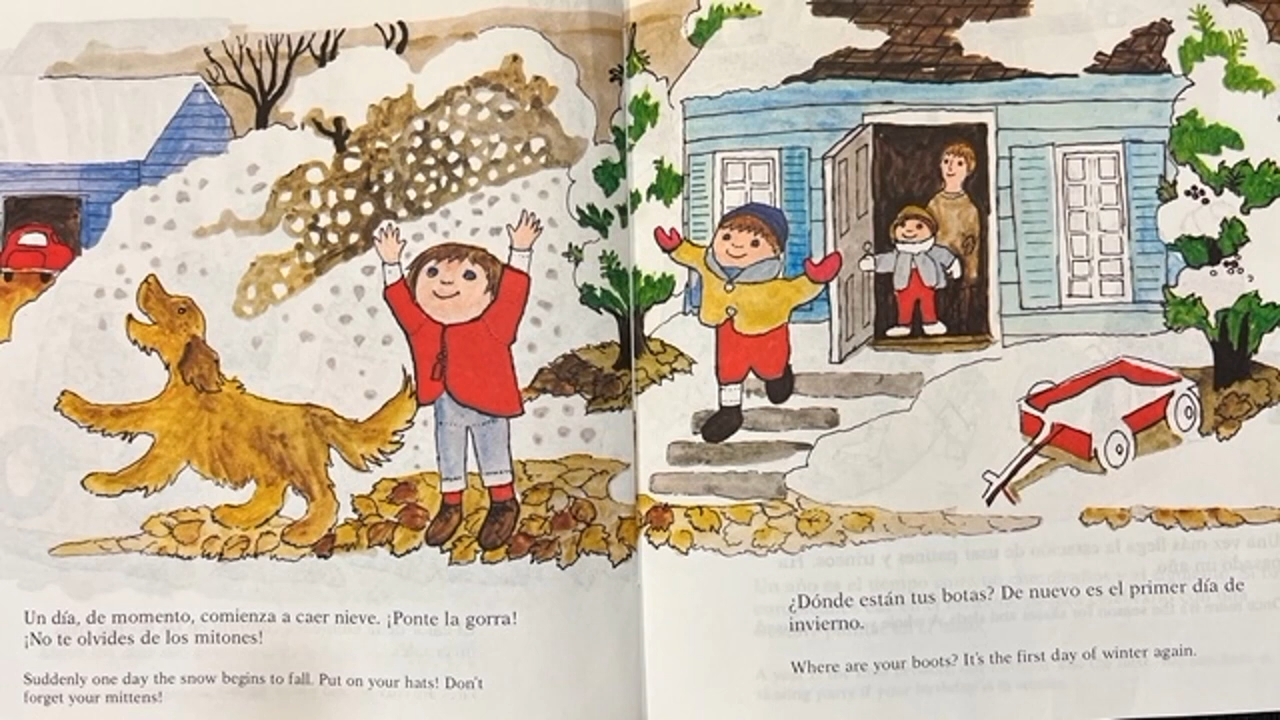 Un día, de momento, comienza a caer nieve. ¡Ponte la gorra!
¡No te olvides de los mitones!
Suddenly one day the snow begins to fall. Put on your hats! Don't
forget your mittens!
¿Dónde están tus botas? De nuevo es el primer día de
invierno.
Where are your boots? It's the first day of winter again.